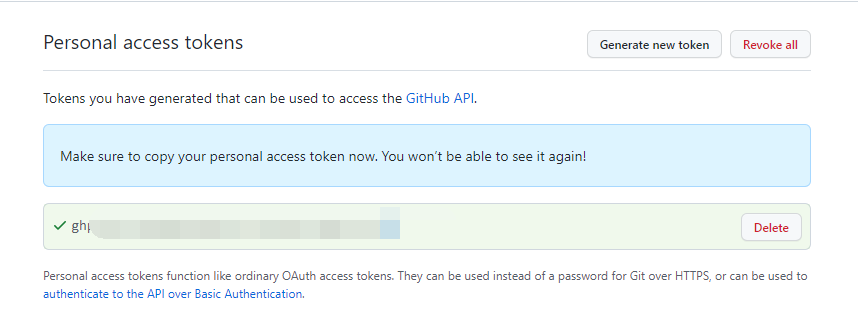 Personal access tokens
Generate new token
Revoke all
Tokens you have generated that can be used to access the GitHub API.
Make sure to copy your personal access token now. You won’t be able to see it again!
Delete
Personal access tokens function like ordinary OAuth access tokens. They can be used instead of a password for Git over HTTPS, or can be used to
authenticate to the API over Basic Authentication.